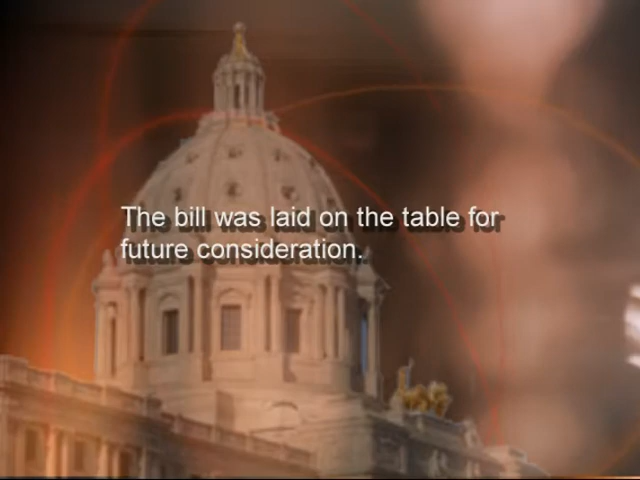 The bill was laid on the table for
future consideration.